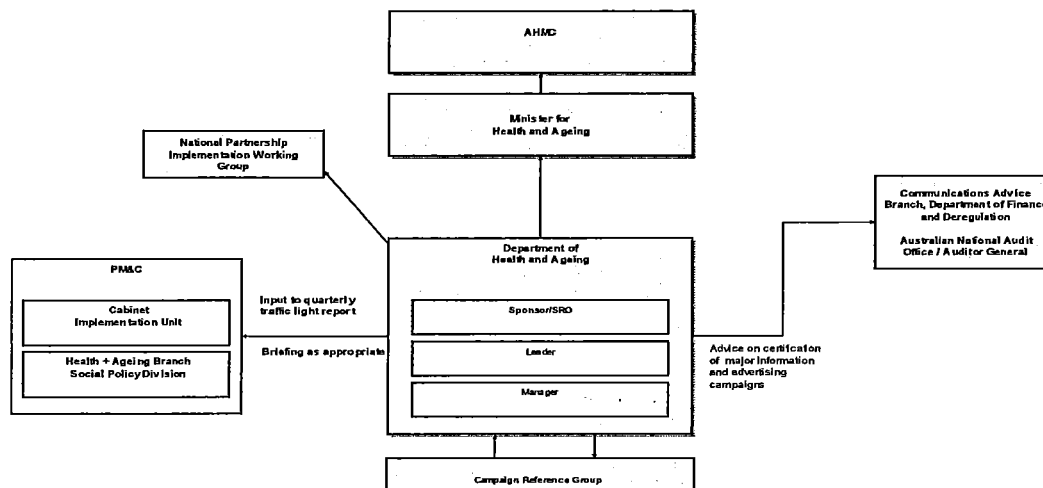 AHMC
Minister for
Health and Ageing
National Partnership
Implementation Working
Group
Communications Advice
Branch, Department of Finance
and Deregulation
Australian National Audit
Office / Auditor General
Department of
Health and Ageing
PM&C
Cabinet
Implementation Unit
Health + Ageing Branch
Social Policy Division
Input to quarterly
traffic light report
Briefing as appropriate
Sponsor/SRO
Leader
Manager
Advice on certification
of major information
and advertising
campaigns
Campaign Reference Group